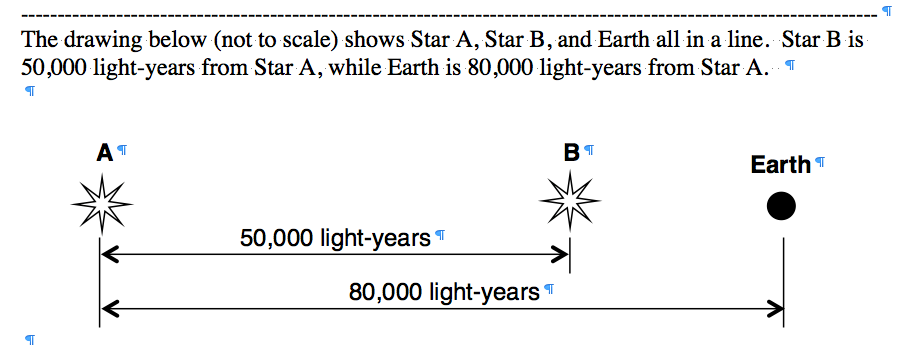 The drawing below (not to scale) shows Star A, Star B, and Earth all in a line. Star B is
50,000 light-years from Star A, while Earth is 80,000 light-years from Star A.
A
B
Earth
50,000 light-years
80,000 light-years